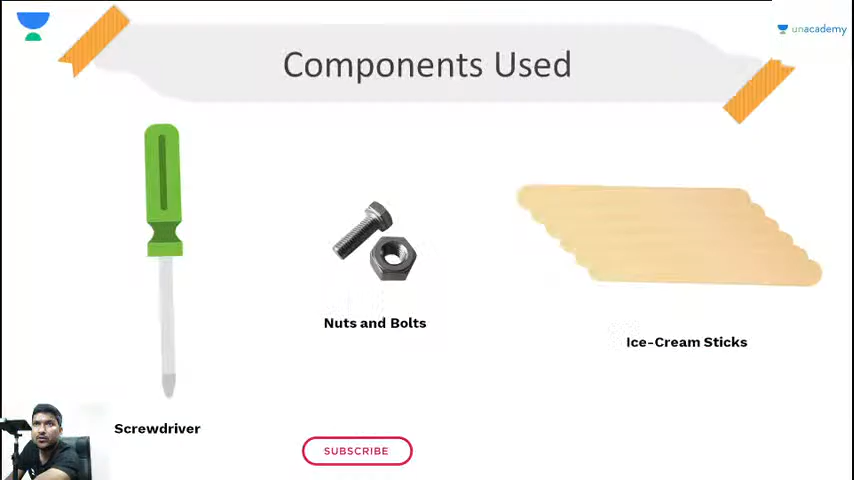 unacademy
Components Used
Nuts and Bolts
Ice-Cream Sticks
Screwdriver
SUBSCRIBE